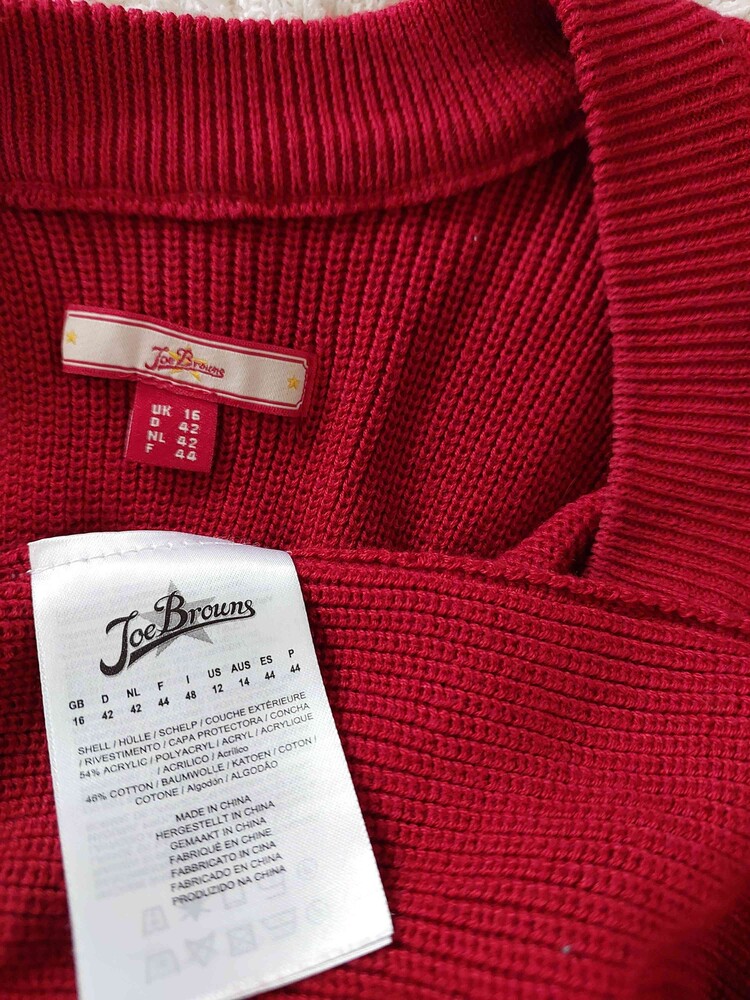 Joe Browns
UK 16
D 42
NL 42
F 44
Joe Browns
GB D NL F I US AUS ES P
16 42 42 44 48 12 14 44 44
SHELL / HÜLLE / SCHELP / COUCHE EXTÉRIEURE
/ RIVESTIMENTO / CAPA PROTECTORA / CONCHA
54% ACRYLIC / POLYACRYL / ACRYL / ACRYLIQUE
/ ACRILICO / Acrílico
46% COTTON / BAUMWOLLE / KATOEN / COTON /
COTONE / Algodón / ALGODÃO
MADE IN CHINA
HERGESTELLT IN CHINA
GEMAAKT IN CHINA
FABRIQUÉ EN CHINE
FABBRICATO IN CINA
FABRICADO EN CHINA
PRODUZIDO NA CHINA